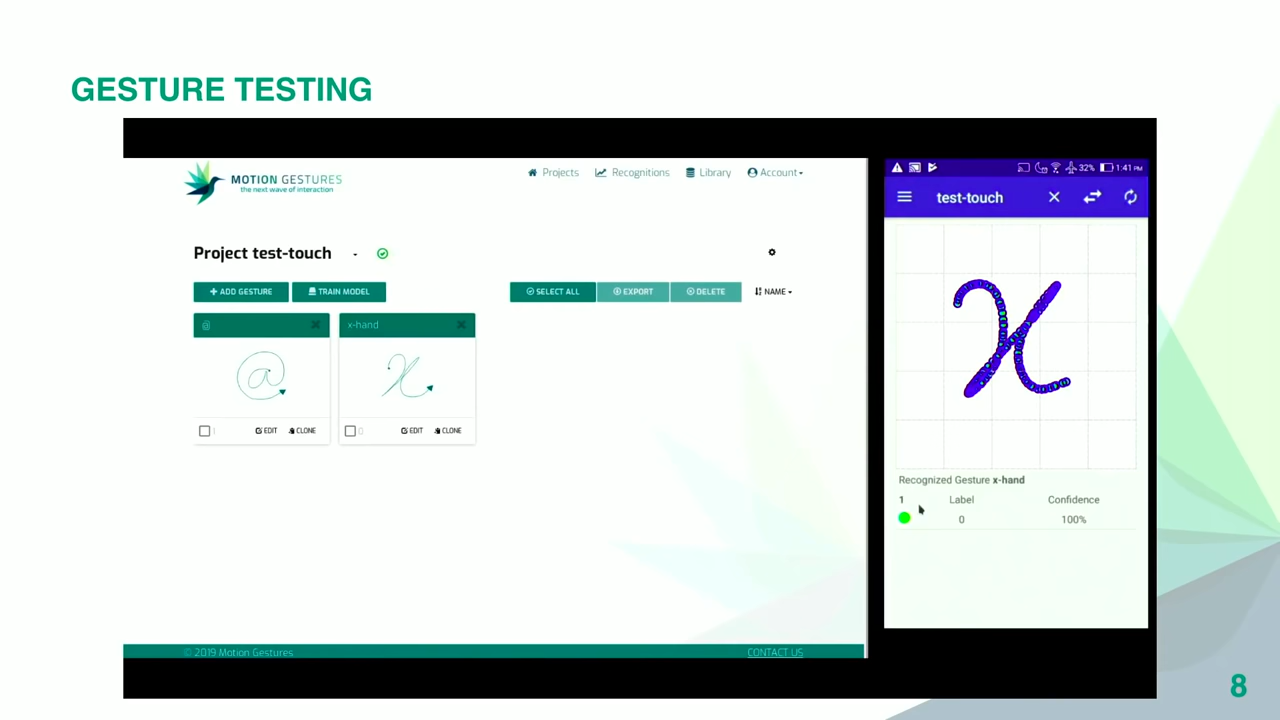 GESTURE TESTING
MOTION GESTURES
the next wave of interaction
Projects
Recognitions
Library
Account
Project test-touch
ADD GESTURE
TRAIN MODEL
SELECT ALL
EXPORT
DELETE
NAME
@
x-hand
1
EDIT
CLONE
0
EDIT
CLONE
© 2019 Motion Gestures
CONTACT US
32%
1:41 PM
test-touch
Recognized Gesture x-hand
1 Label Confidence
0 100%
8